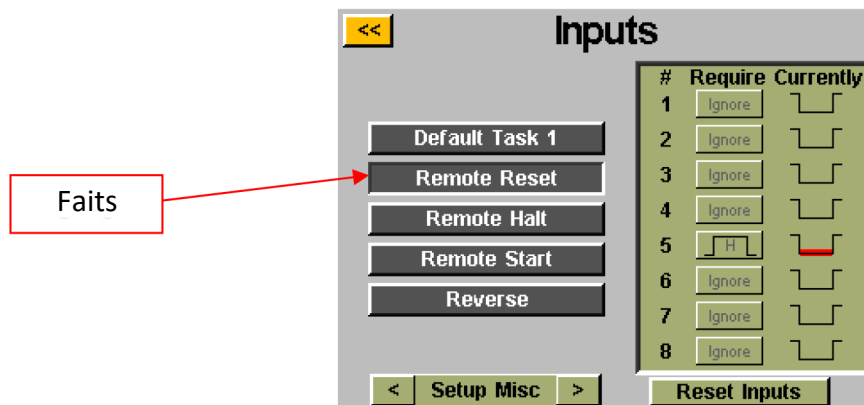 << Inputs
# Require Currently
1 Ignore
Default Task 1 2 Ignore
Faits Remote Reset 3 Ignore
Remote Halt 4 Ignore
Remote Start 5 H
6 Ignore
Reverse 7 Ignore
8 Ignore
< Setup Misc > Reset Inputs